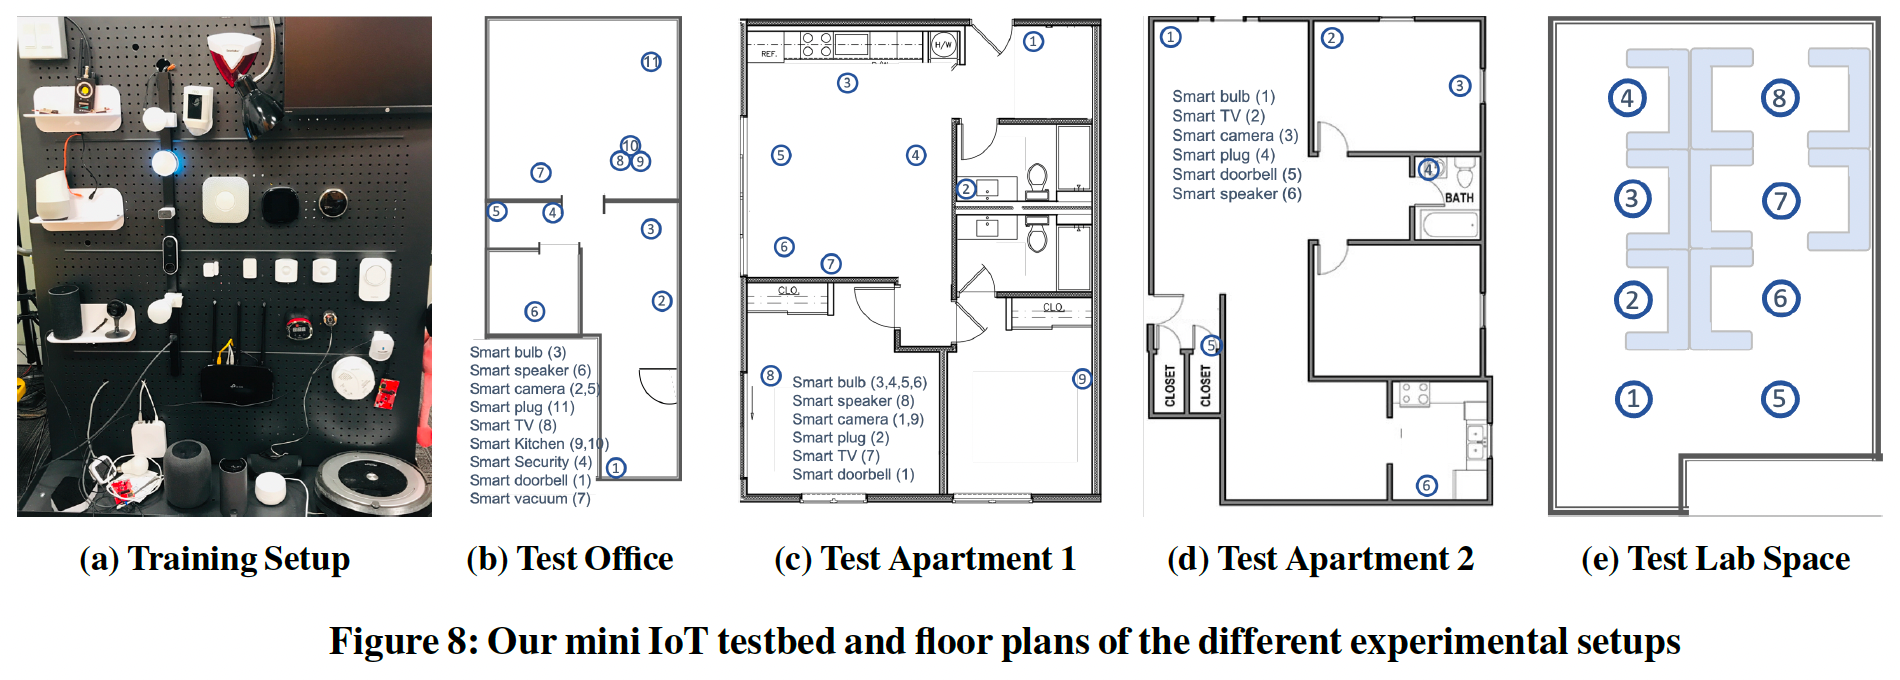 11
10
8
9
7
5
4
3
6
2
Smart bulb (3)
Smart speaker (6)
Smart camera (2,5)
Smart plug (11)
Smart TV (8)
Smart Kitchen (9,10)
Smart Security (4)
Smart doorbell (1)
Smart vacuum (7)
1
REF.
H/W
1
3
5
4
2
6
7
CLO.
CLO.
8
9
Smart bulb (3,4,5,6)
Smart speaker (8)
Smart camera (1,9)
Smart plug (2)
Smart TV (7)
Smart doorbell (1)
1
2
3
Smart bulb (1)
Smart TV (2)
Smart camera (3)
Smart plug (4)
Smart doorbell (5)
Smart speaker (6)
4
BATH
5
CLOSET
CLOSET
6
4
8
3
7
2
6
1
5
(a) Training Setup
(b) Test Office
(c) Test Apartment 1
(d) Test Apartment 2
(e) Test Lab Space
Figure 8: Our mini IoT testbed and floor plans of the different experimental setups